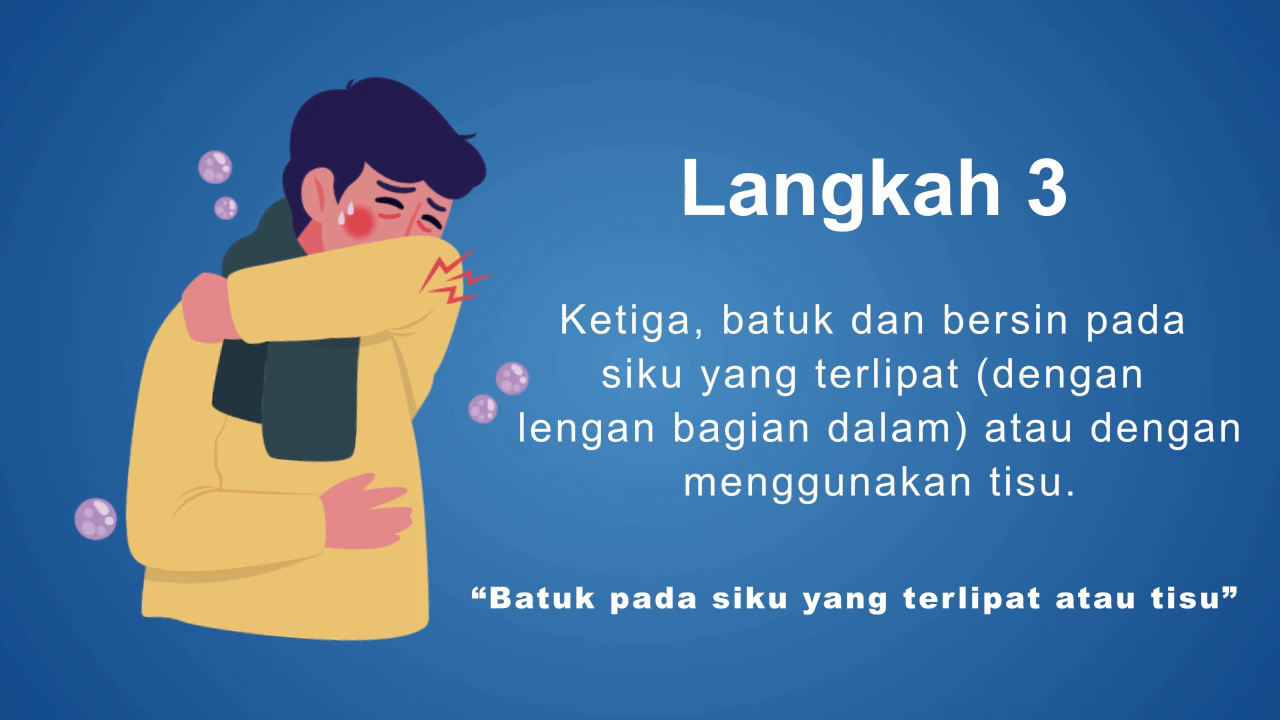 Langkah 3
Ketiga, batuk dan bersin pada
siku yang terlipat (dengan
lengan bagian dalam) atau dengan
menggunakan tisu.
“Batuk pada siku yang terlipat atau tisu”